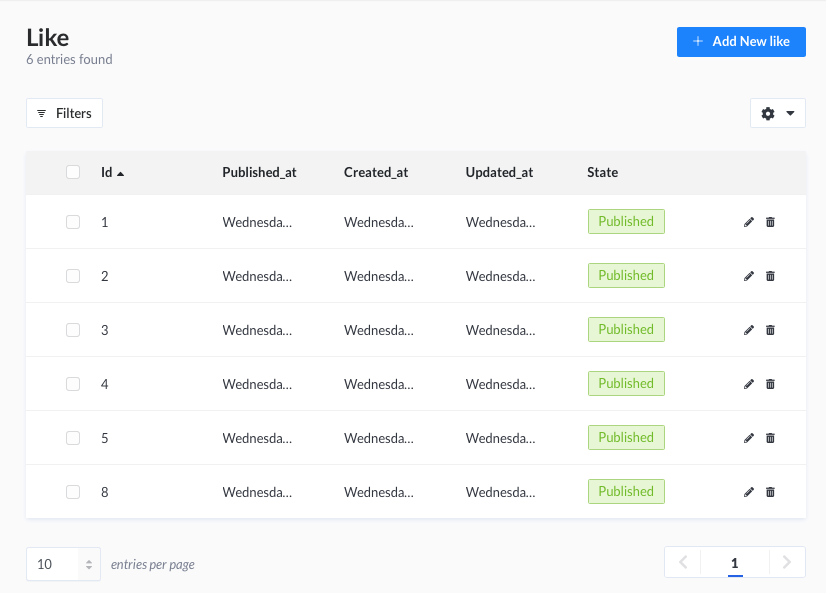 Like
6 entries found
+ Add New like
Filters
Id Published_at Created_at Updated_at State
1 Wednesda... Wednesda... Wednesda... Published
2 Wednesda... Wednesda... Wednesda... Published
3 Wednesda... Wednesda... Wednesda... Published
4 Wednesda... Wednesda... Wednesda... Published
5 Wednesda... Wednesda... Wednesda... Published
8 Wednesda... Wednesda... Wednesda... Published
10 entries per page 1